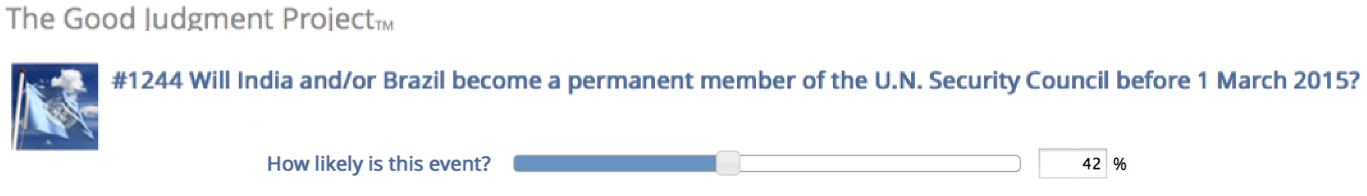 The Good Judgment Project™
#1244 Will India and/or Brazil become a permanent member of the U.N. Security Council before 1 March 2015?
How likely is this event? 42 %